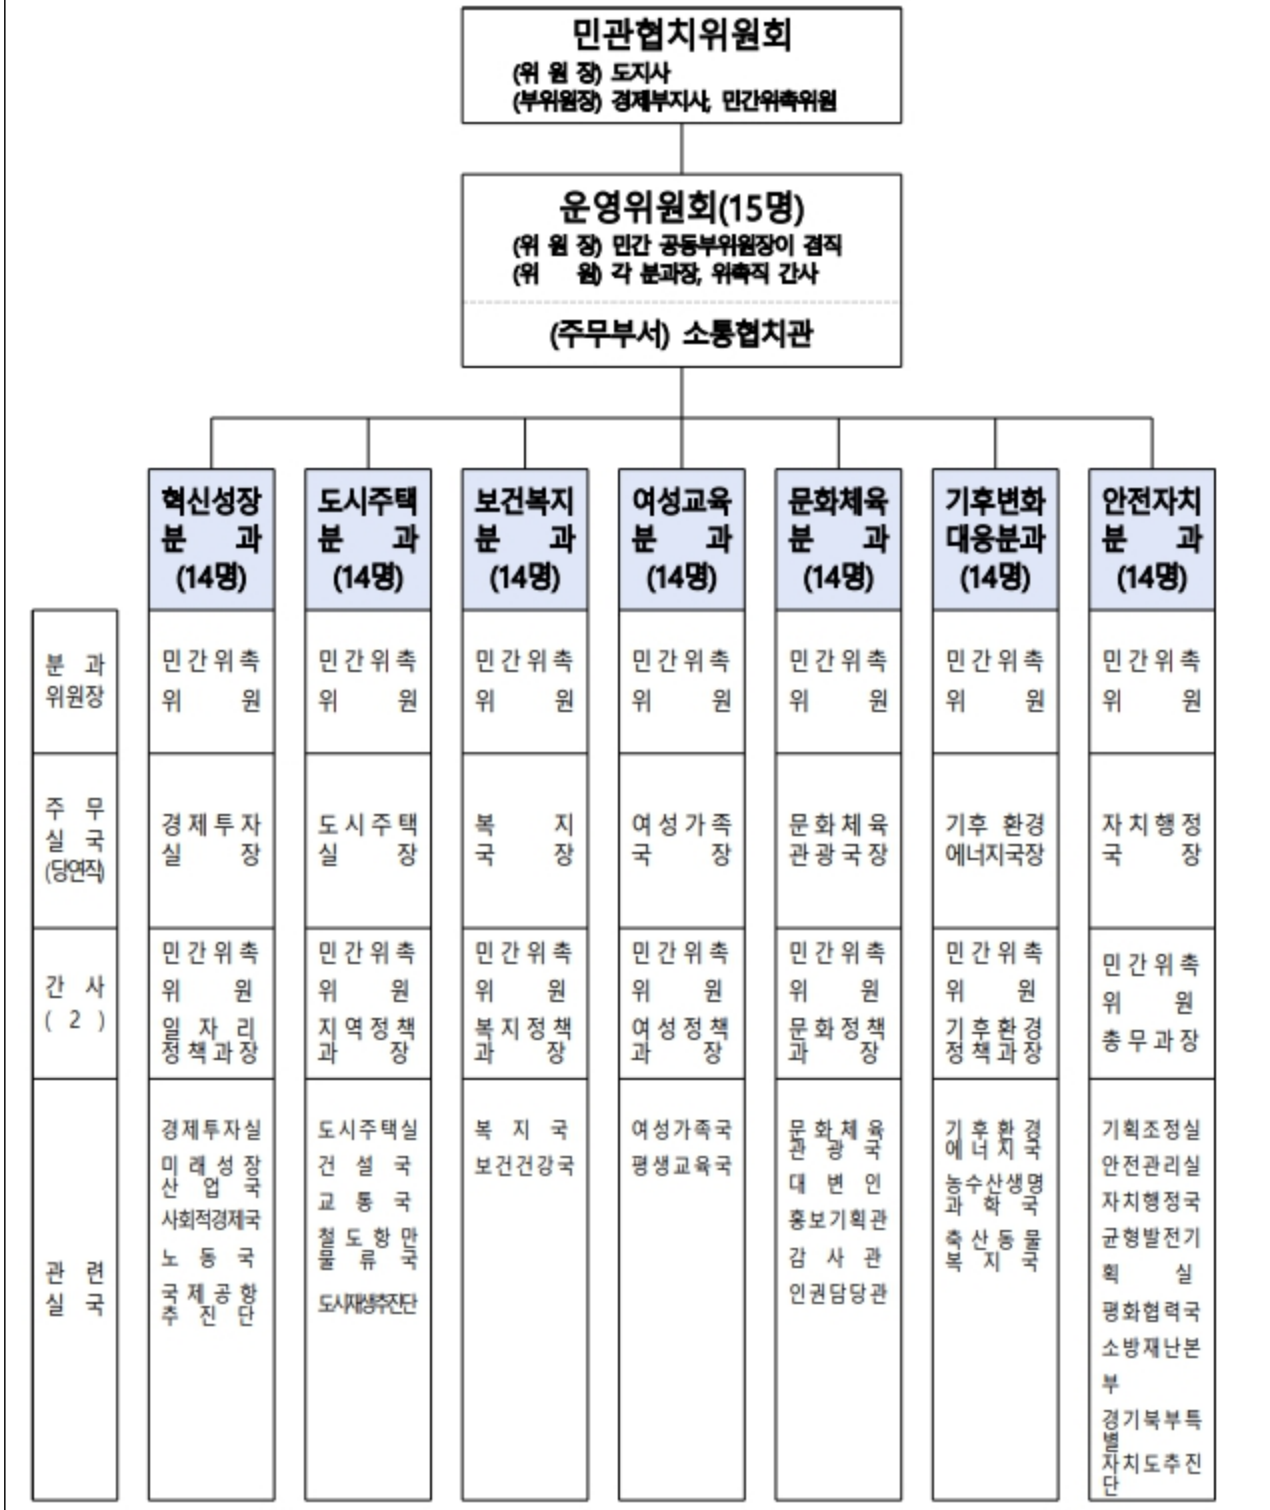 민관협치위원회
(위 원 장) 도지사
(부위원장) 경제부지사, 민간위촉위원
운영위원회(15명)
(위 원 장) 민간 공동부위원장이 겸직
(위 원) 각 분과장, 위촉직 간사
(주무부서) 소통협치관
혁신성장
분 과
(14명)
도시주택
분 과
(14명)
보건복지
분 과
(14명)
여성교육
분 과
(14명)
문화체육
분 과
(14명)
기후변화
대응분과
(14명)
안전자치
분 과
(14명)
분 과
위원장
민간위촉
위 원
민간위촉
위 원
민간위촉
위 원
민간위촉
위 원
민간위촉
위 원
민간위촉
위 원
민간위촉
위 원
주 무
실 국
(당연직)
경제투자
실 장
도시주택
실 장
복 지
국 장
여성가족
국 장
문화체육
관광국장
기후 환경
에너지국장
자치행정
국 장
간 사
( 2 )
민간위촉
위 원
일 자 리
정책과장
민간위촉
위 원
지역정책
과 장
민간위촉
위 원
복지정책
과 장
민간위촉
위 원
여성정책
과 장
민간위촉
위 원
문화정책
과 장
민간위촉
위 원
기후환경
정책과장
민간위촉
위 원
총무과장
관 련
실 국
경제투자실
미래성장
산 업 국
사회적경제국
노 동 국
국제공항
추 진 단
도시주택실
건 설 국
교 통 국
철도항만
물 류 국
도시재생추진단
복 지 국
보건건강국
여성가족국
평생교육국
문화체육
관 광 국
대 변 인
홍보기획관
감 사 관
인권담당관
기후환경
에너지국
농수산생명
과 학 국
축산동물
복 지 국
기획조정실
안전관리실
자치행정국
균형발전기
획 실
평화협력국
소방재난본
부
경기북부특
별
자치도추진
단